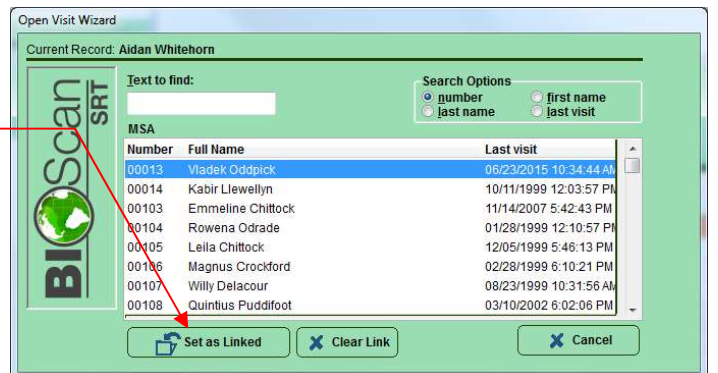 Open Visit Wizard
Current Record: Aidan Whitehorn
BIOScan SRT
Text to find:
Search Options
number first name
last name last visit
MSA
Number Full Name Last visit
00013 Vladek Oddpick 06/23/2015 10:34:44 AM
00014 Kabir Llewellyn 10/11/1999 12:03:57 PM
00103 Emmeline Chittock 11/14/2007 5:42:43 PM
00104 Rowena Odrade 01/28/1999 12:10:57 PM
00105 Leila Chittock 12/05/1999 5:46:13 PM
00106 Magnus Crockford 02/28/1999 6:10:21 PM
00107 Willy Delacour 08/23/1999 10:31:56 AM
00108 Quintius Puddifoot 03/10/2002 6:02:06 PM
Set as Linked Clear Link Cancel